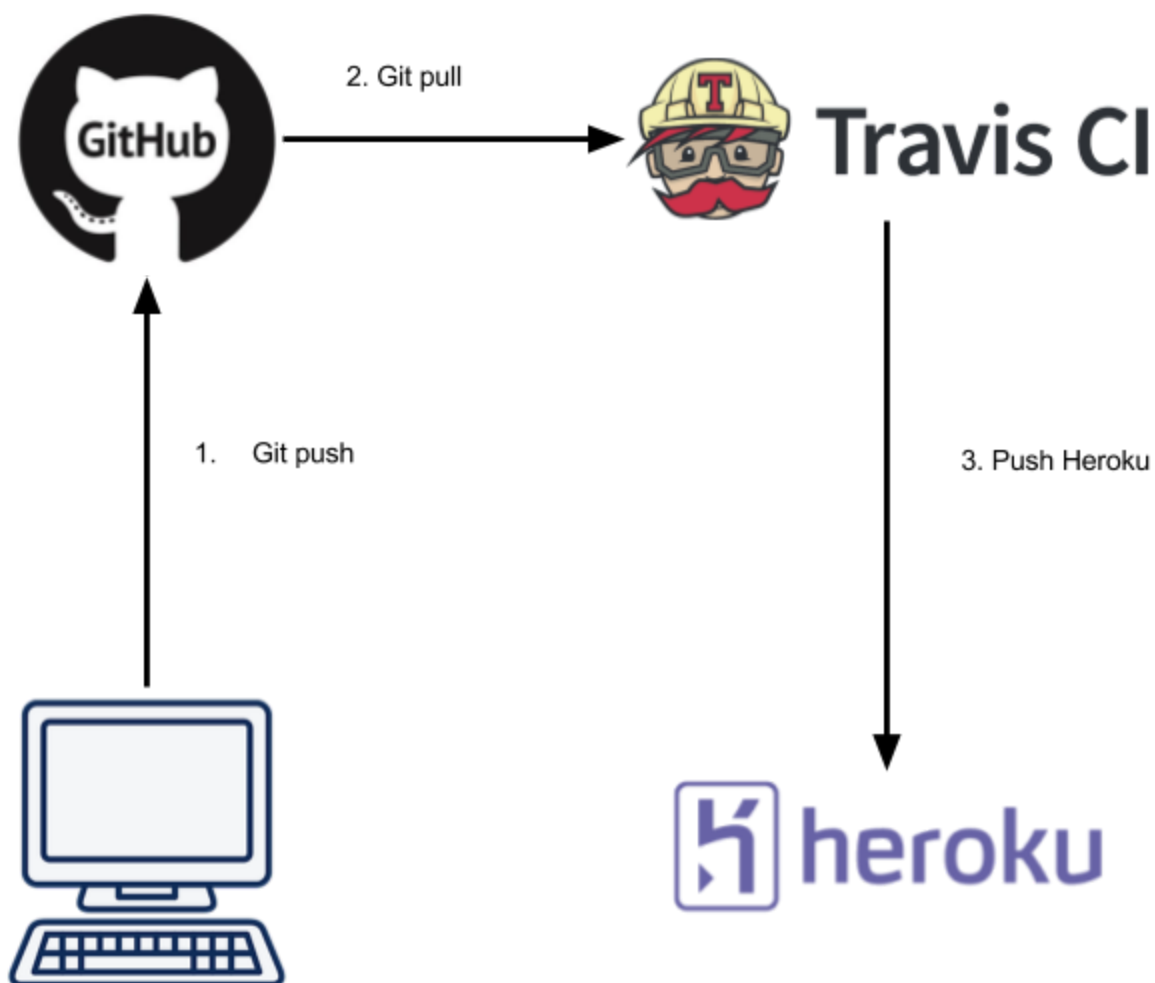 2. Git pull
GitHub
T
Travis CI
1. Git push
3. Push Heroku
heroku